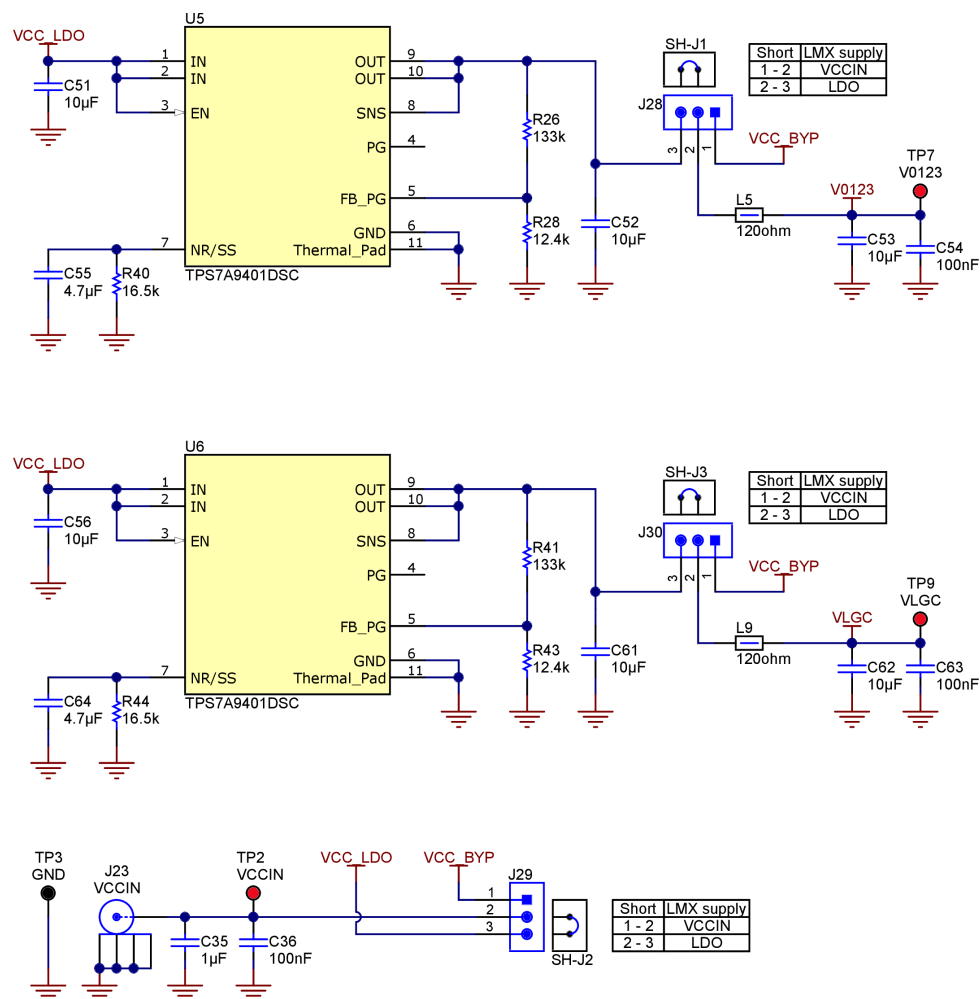 U5
VCC_LDO
C51
10µF
1 IN
2 IN
3 EN
7 NR/SS
OUT 9
OUT 10
SNS 8
PG 4
FB_PG 5
GND 6
Thermal_Pad 11
TPS7A9401DSC
C55
4.7µF
R40
16.5k
R26
133k
R28
12.4k
C52
10µF
SH-J1
J28
3 2 1
Short LMX supply
1 - 2 VCCIN
2 - 3 LDO
VCC_BYP
L5
120ohm
V0123
TP7
V0123
C53
10µF
C54
100nF
U6
VCC_LDO
C56
10µF
1 IN
2 IN
3 EN
7 NR/SS
OUT 9
OUT 10
SNS 8
PG 4
FB_PG 5
GND 6
Thermal_Pad 11
TPS7A9401DSC
C64
4.7µF
R44
16.5k
R41
133k
R43
12.4k
C61
10µF
SH-J3
J30
3 2 1
Short LMX supply
1 - 2 VCCIN
2 - 3 LDO
VCC_BYP
L9
120ohm
VLGC
TP9
VLGC
C62
10µF
C63
100nF
TP3
GND
J23
VCCIN
TP2
VCCIN
C35
1µF
C36
100nF
VCC_LDO
VCC_BYP
J29
1
2
3
SH-J2
Short LMX supply
1 - 2 VCCIN
2 - 3 LDO